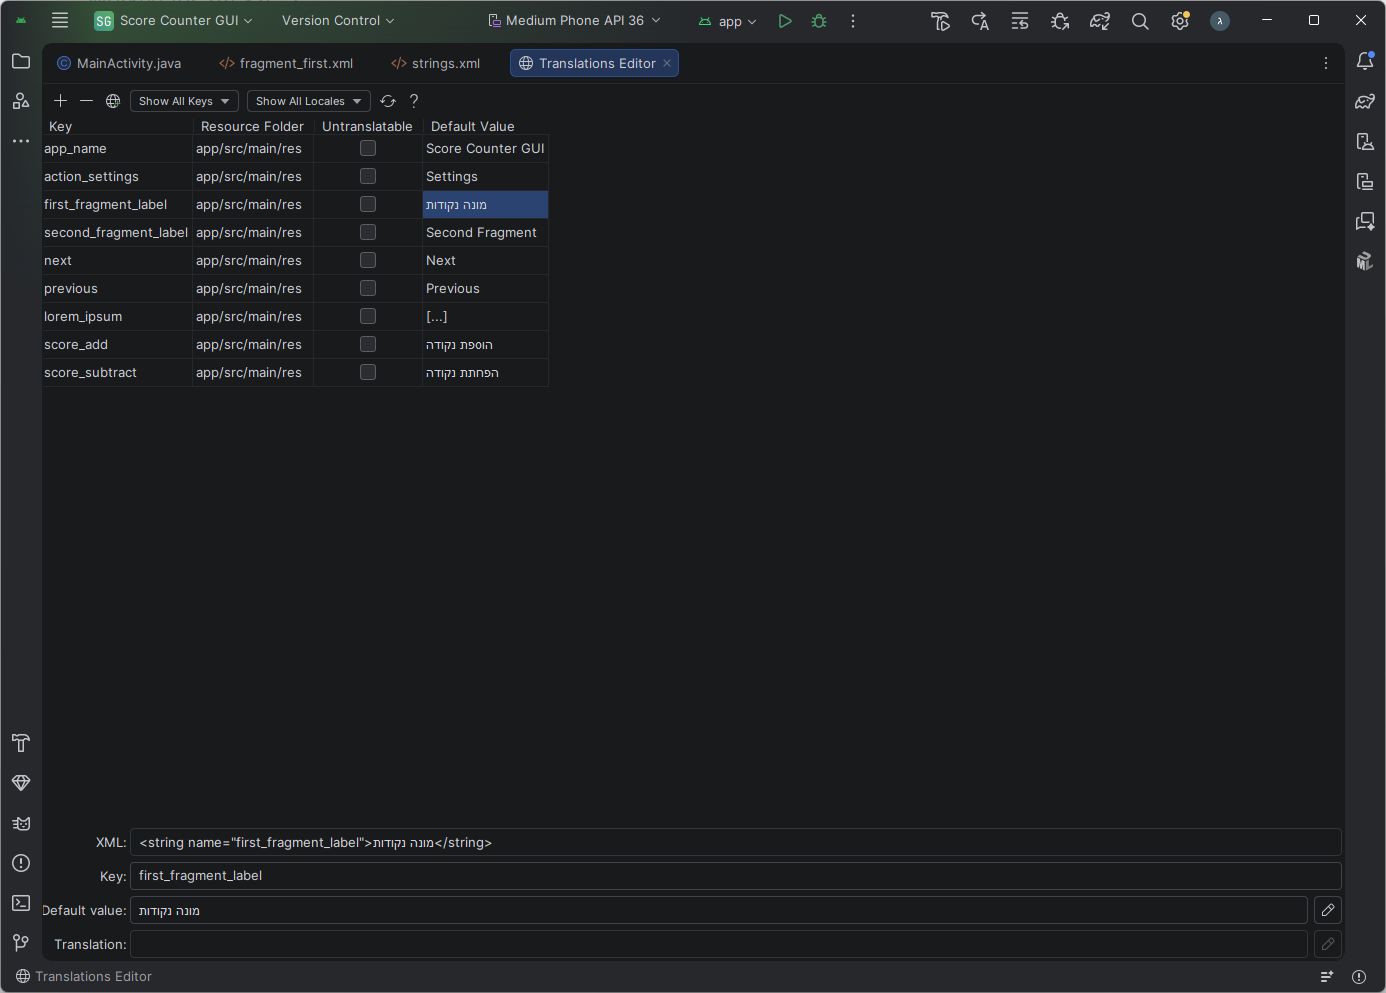 SG Score Counter GUI Version Control Medium Phone API 36 app
MainActivity.java fragment_first.xml strings.xml Translations Editor
Show All Keys Show All Locales ?
Key Resource Folder Untranslatable Default Value
app_name app/src/main/res Score Counter GUI
action_settings app/src/main/res Settings
first_fragment_label app/src/main/res מונה נקודות
second_fragment_label app/src/main/res Second Fragment
next app/src/main/res Next
previous app/src/main/res Previous
lorem_ipsum app/src/main/res [...]
score_add app/src/main/res הוספת נקודה
score_subtract app/src/main/res הפחתת נקודה
XML: <string name="first_fragment_label">מונה נקודות</string>
Key: first_fragment_label
Default value: מונה נקודות
Translation:
Translations Editor